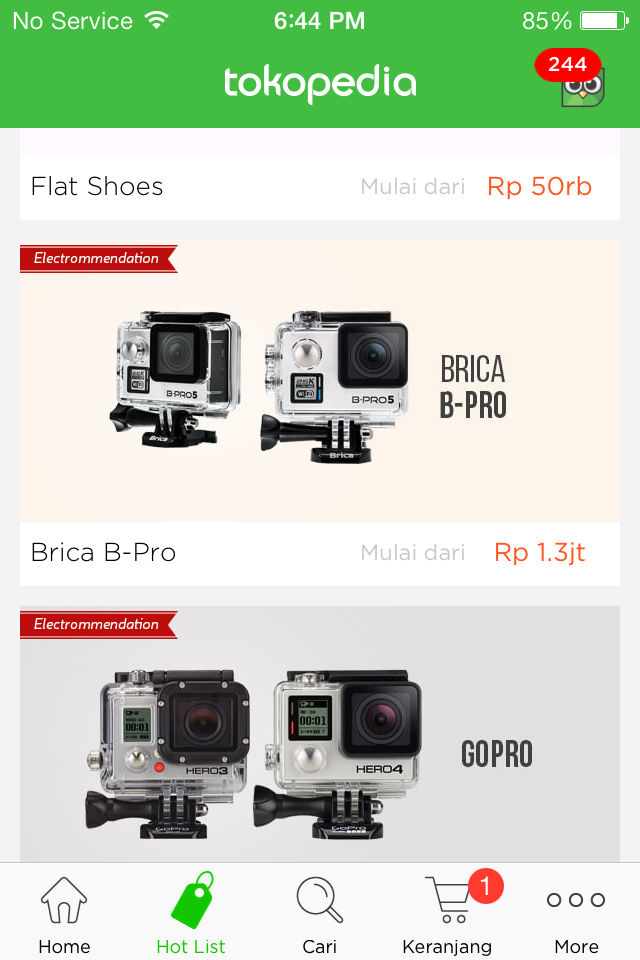 No Service 6:44 PM 85%
tokopedia 244
Flat Shoes Mulai dari Rp 50rb
Electrommendation
BRICA
B-PRO
B-PRO5 B-PRO5
Brica Brica
Brica B-Pro Mulai dari Rp 1.3jt
Electrommendation
00:01 00:01
GOPRO
HERO3 HERO4
GoPro GoPro
1
Home Hot List Cari Keranjang More